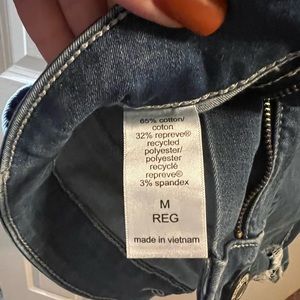 65% cotton/
coton
32% repreve®
recycled
polyester/
polyester
recyclé
repreve®
3% spandex
M
REG
made in vietnam